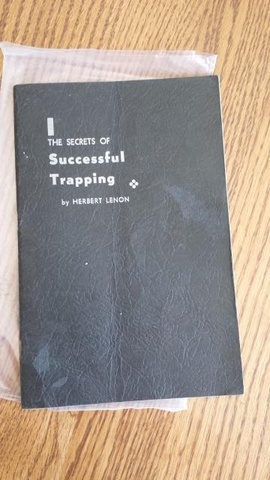 THE SECRETS OF
Successful
Trapping
by HERBERT LENON